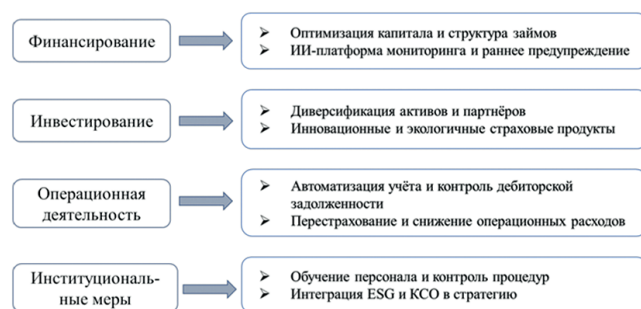 Финансирование
➢ Оптимизация капитала и структура займов
➢ ИИ-платформа мониторинга и раннее предупреждение
Инвестирование
➢ Диверсификация активов и партнёров
➢ Инновационные и экологичные страховые продукты
Операционная
деятельность
➢ Автоматизация учёта и контроль дебиторской
задолженности
➢ Перестрахование и снижение операционных расходов
Институциональ-
ные меры
➢ Обучение персонала и контроль процедур
➢ Интеграция ESG и КСО в стратегию